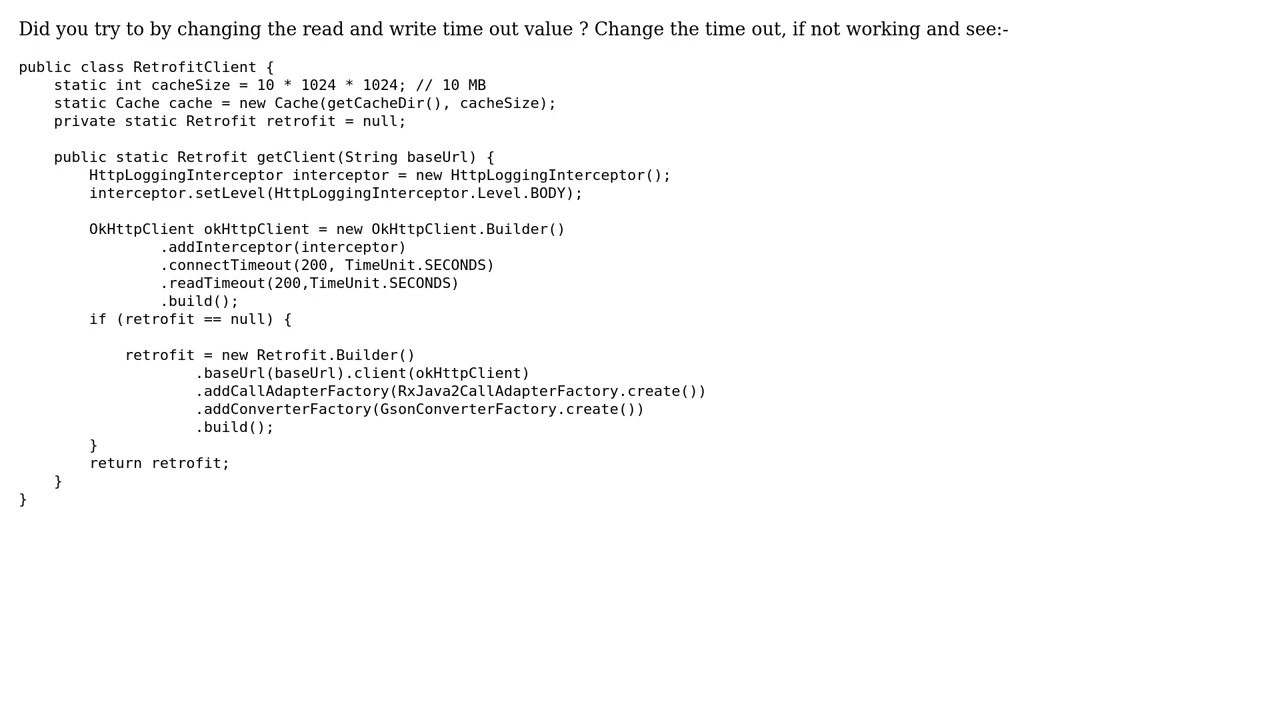 Did you try to by changing the read and write time out value ? Change the time out, if not working and see:-
public class RetrofitClient {
    static int cacheSize = 10 * 1024 * 1024; // 10 MB
    static Cache cache = new Cache(getCacheDir(), cacheSize);
    private static Retrofit retrofit = null;

    public static Retrofit getClient(String baseUrl) {
        HttpLoggingInterceptor interceptor = new HttpLoggingInterceptor();
        interceptor.setLevel(HttpLoggingInterceptor.Level.BODY);

        OkHttpClient okHttpClient = new OkHttpClient.Builder()
                .addInterceptor(interceptor)
                .connectTimeout(200, TimeUnit.SECONDS)
                .readTimeout(200,TimeUnit.SECONDS)
                .build();
        if (retrofit == null) {

            retrofit = new Retrofit.Builder()
                    .baseUrl(baseUrl).client(okHttpClient)
                    .addCallAdapterFactory(RxJava2CallAdapterFactory.create())
                    .addConverterFactory(GsonConverterFactory.create())
                    .build();
        }
        return retrofit;
    }
}